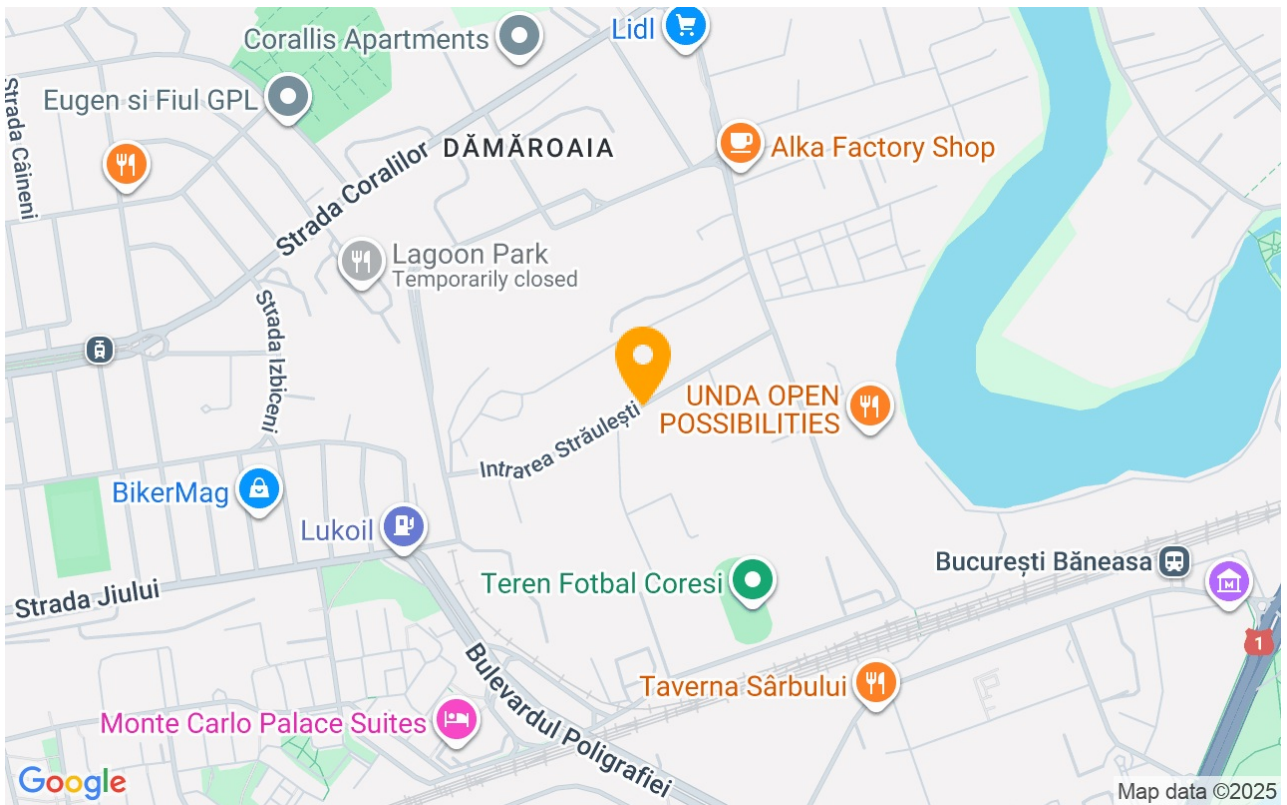 Lidl
Corallis Apartments
Eugen si Fiul GPL
Strada Câineni
DĂMĂROAIA
Alka Factory Shop
Strada Coralilor
Lagoon Park
Temporarily closed
Strada Izbiceni
UNDA OPEN
POSSIBILITIES
Intrarea Străulești
BikerMag
Lukoil
București Băneasa
M
Teren Fotbal Coresi
Strada Jiului
1
Bulevardul Poligrafiei
Taverna Sârbului
Monte Carlo Palace Suites
Google
Map data ©2025